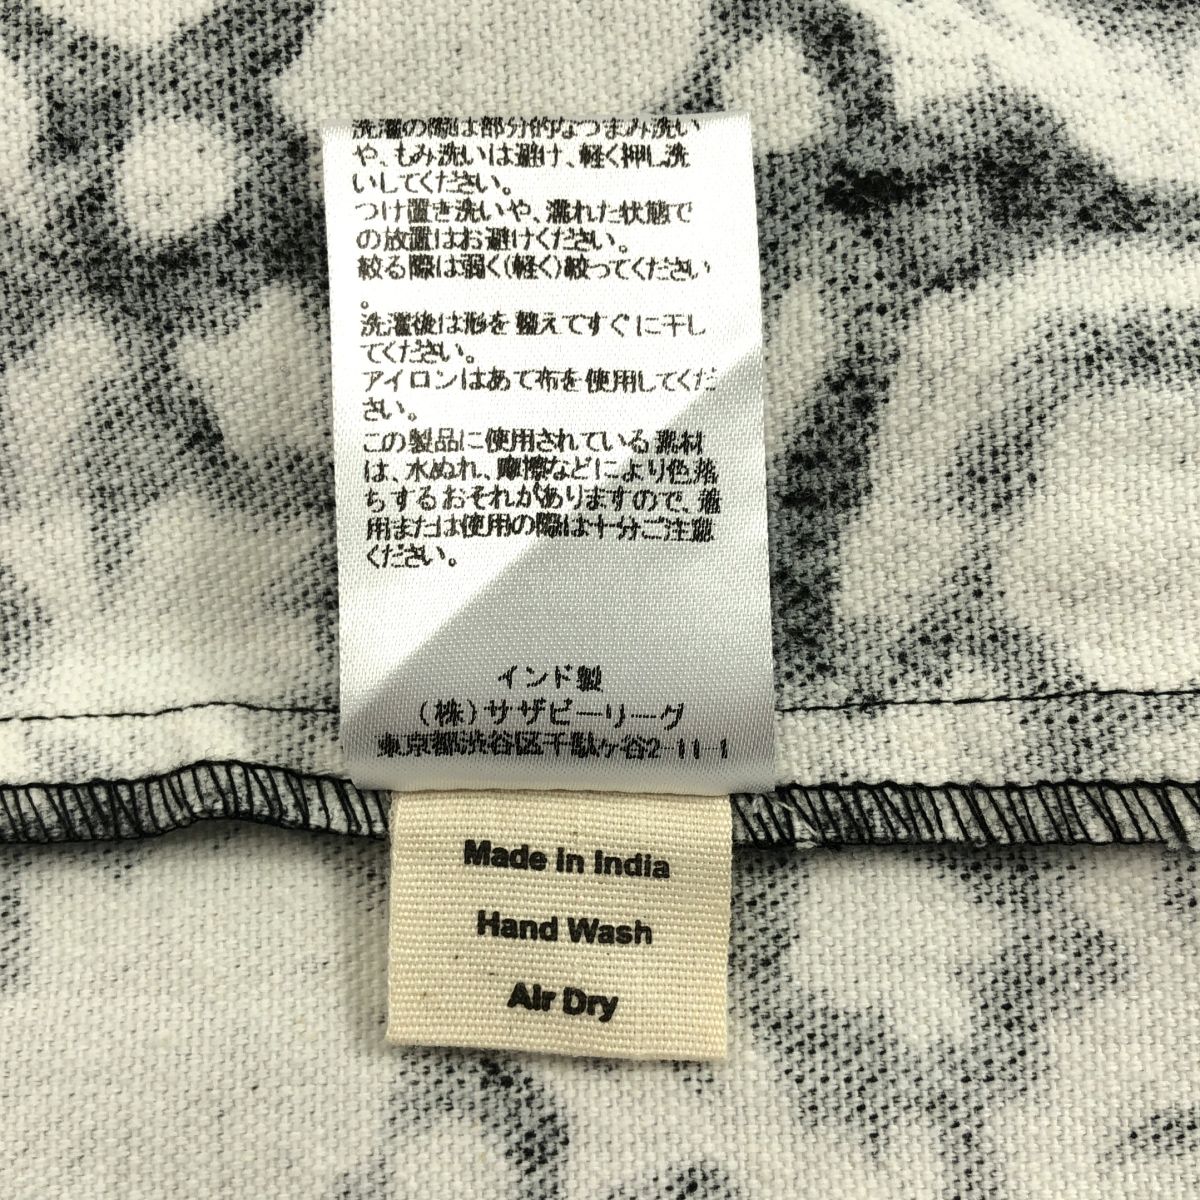 洗濯の際は部分的なつまみ洗い
や、もみ洗いは避け、軽く押し洗
いしてください。
つけ置き洗いや、濡れた状態で
の放置はお避けください。
絞る際は弱く(軽く)絞ってください
。
洗濯後は形を整えてすぐに干し
てください。
アイロンはあて布を使用してくだ
さい。
この製品に使用されている素材
は、水ぬれ、摩擦などにより色落
ちするおそれがありますので、着
用または使用の際は十分ご注意
ください。
インド製
(株)サザビーリーグ
東京都渋谷区千駄ヶ谷2-11-1
Made in India
Hand Wash
Air Dry